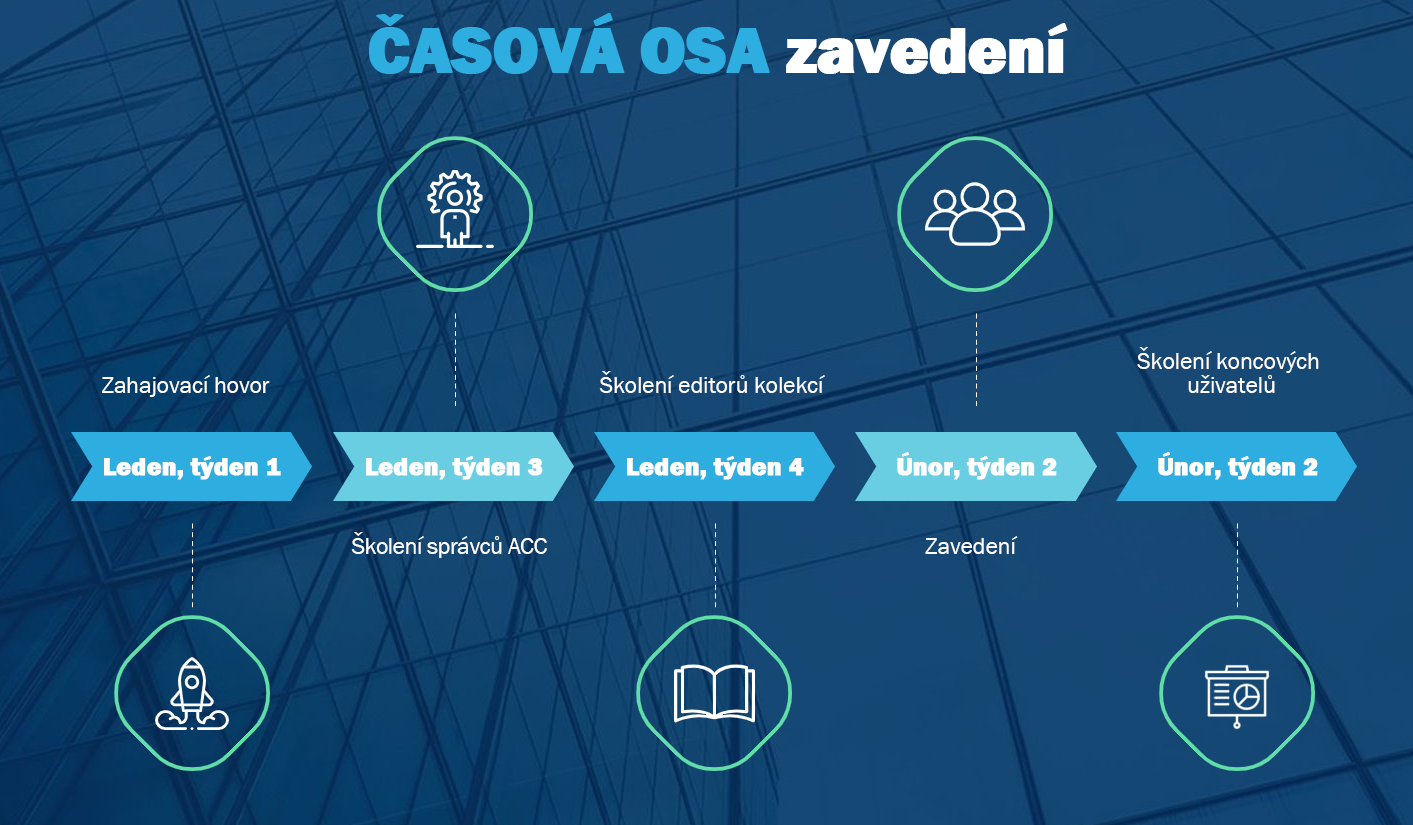 ČASOVÁ OSA zavedení
Zahajovací hovor
Leden, týden 1
Leden, týden 3
Školení správců ACC
Školení editorů kolekcí
Leden, týden 4
Únor, týden 2
Zavedení
Školení koncových
uživatelů
Únor, týden 2